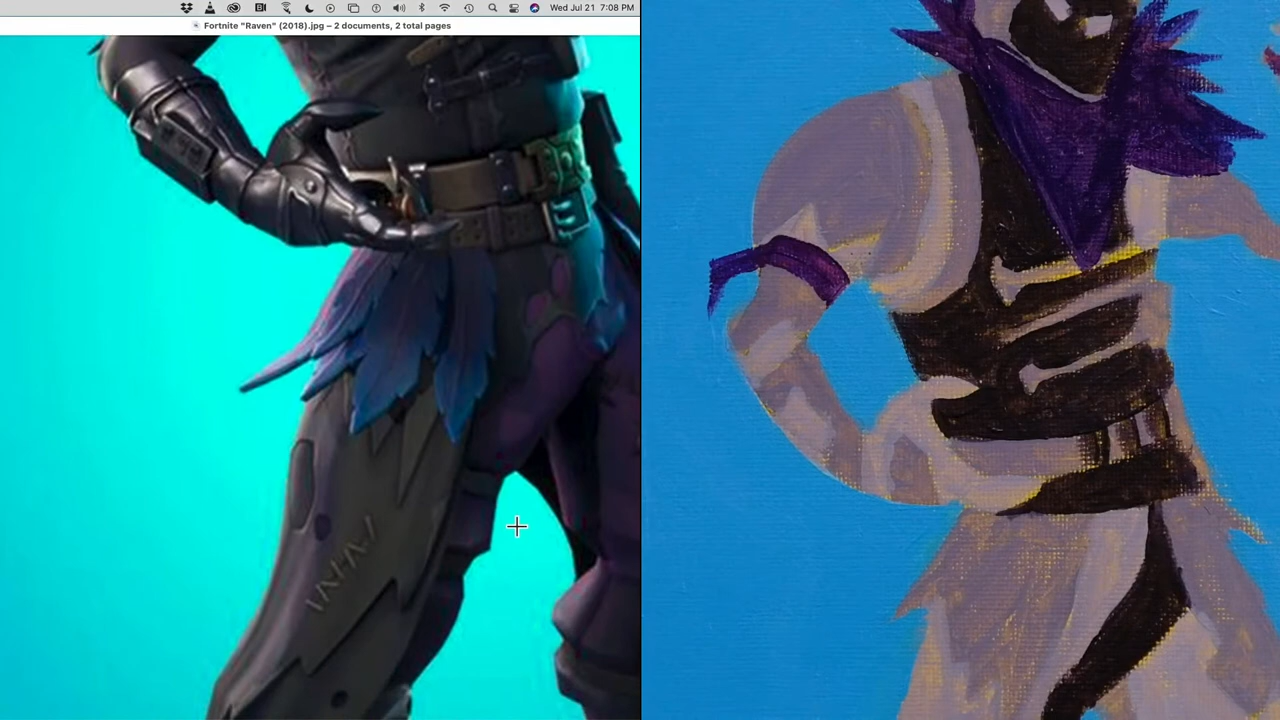 Wed Jul 21 7:08 PM
Fortnite "Raven" (2018).jpg – 2 documents, 2 total pages